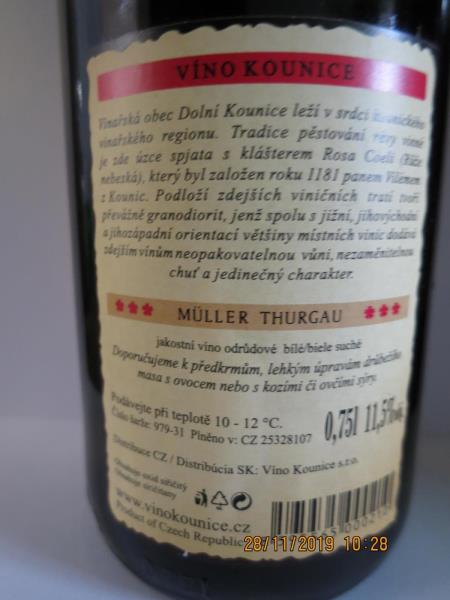 VÍNO KOUNICE
Vinařská obec Dolní Kounice leží v srdci
vinařského regionu. Tradice pěstování révy vinné
je zde úzce spjata s klášterem Rosa Coeli (Růže
nebeská), který byl založen roku 1181 panem Vilémem
z Kounic. Podloží zdejších viničních tratí tvoří
převážně granodiorit, jenž spolu s jižní, jihovýchodní
a jihozápadní orientací většiny místních vinic dodává
zdejším vínům neopakovatelnou vůni, nezaměnitelnou
chuť a jedinečný charakter.
MÜLLER THURGAU
jakostní víno odrůdové bílé/biele suché
Doporučujeme k předkrmům, lehkým úpravám drůbežího
masa s ovocem nebo s kozími či ovčími sýry.
Podávejte při teplotě 10 - 12 °C.
Číslo šarže: 979-31 Plněno v: CZ 25328107
0,75l 11,5%
Distribuce CZ / Distribúcia SK: Víno Kounice s.r.o.
Obsahuje oxid siřičitý
Obsahuje siričitany
www.vinokounice.cz
Product of Czech Republic
28/11/2019 10:28